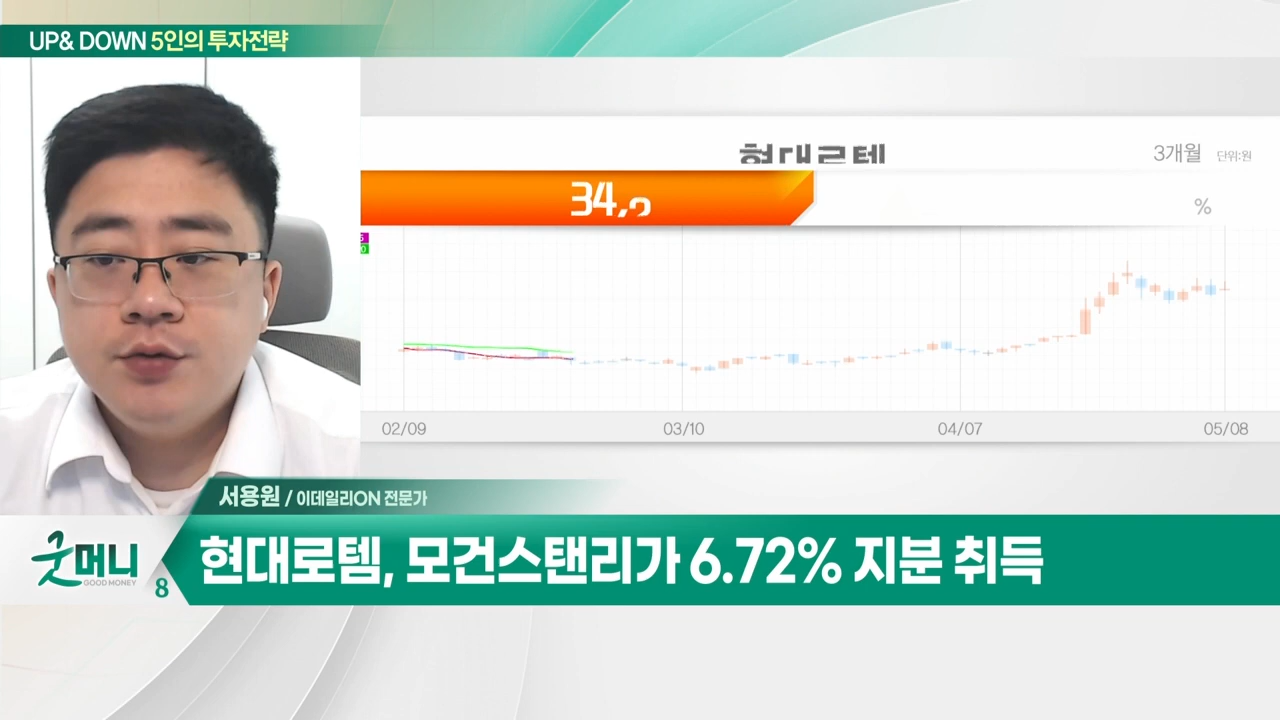 UP& DOWN 5인의 투자전략
3개월 단위:원
%
02/09 03/10 04/07 05/08
서용원 / 이데일리ON 전문가
굿머니
GOOD MONEY
8
현대로템, 모건스탠리가 6.72% 지분 취득